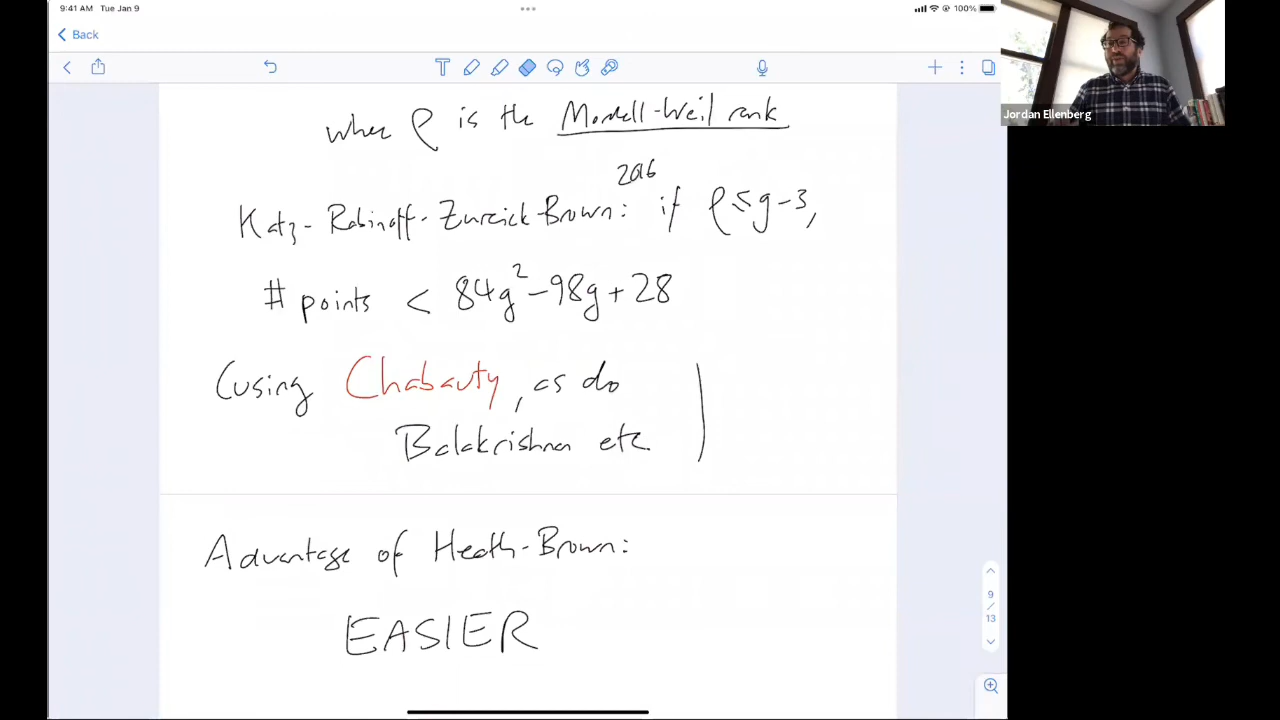 9:41 AM Tue Jan 9
100%
Back
Jordan Ellenberg
where ρ is the Mordell-Weil rank
2016
Katz-Rabinoff-Zureick-Brown: if ρ ≤ g-3,
# points < 84g² - 98g + 28
(using Chabauty, as do
Balakrishnan etc )
Advantage of Heath-Brown:
EASIER
9
/
13